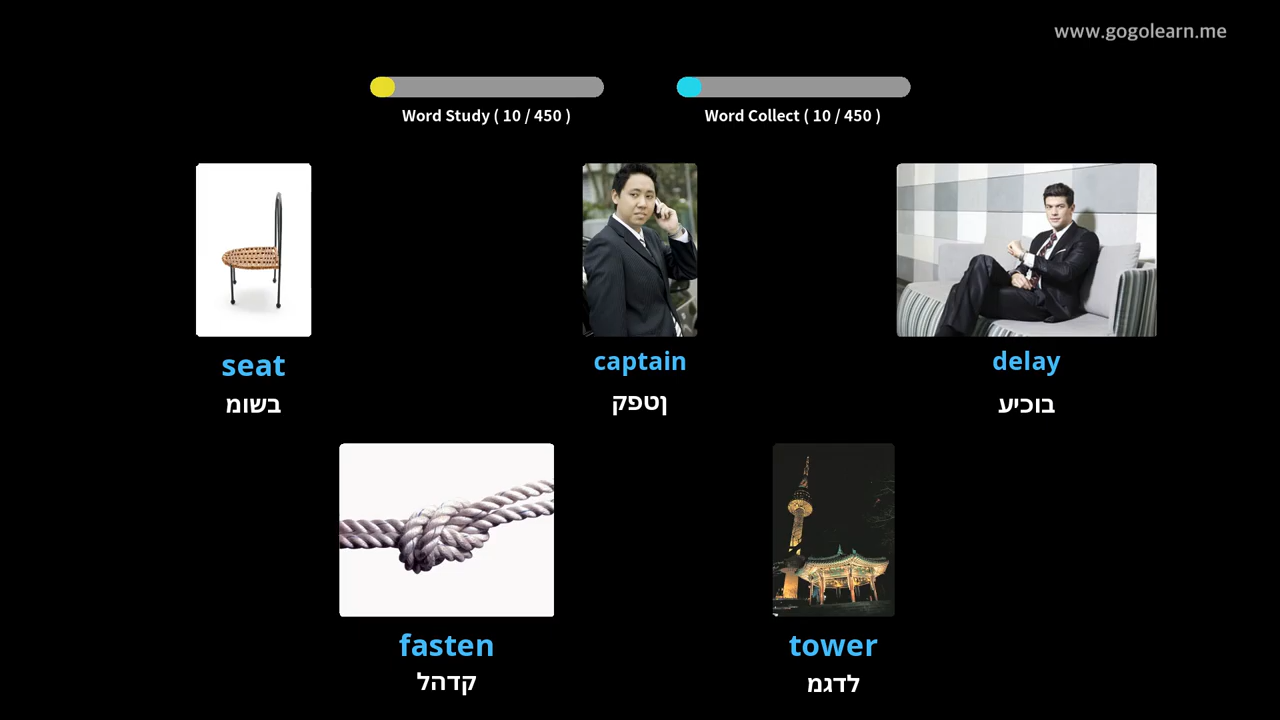 www.gogolearn.me
Word Study ( 10 / 450 )
Word Collect ( 10 / 450 )
seat
בשומ
captain
ןטפק
delay
בוכיע
fasten
קדהל
tower
לדגמ